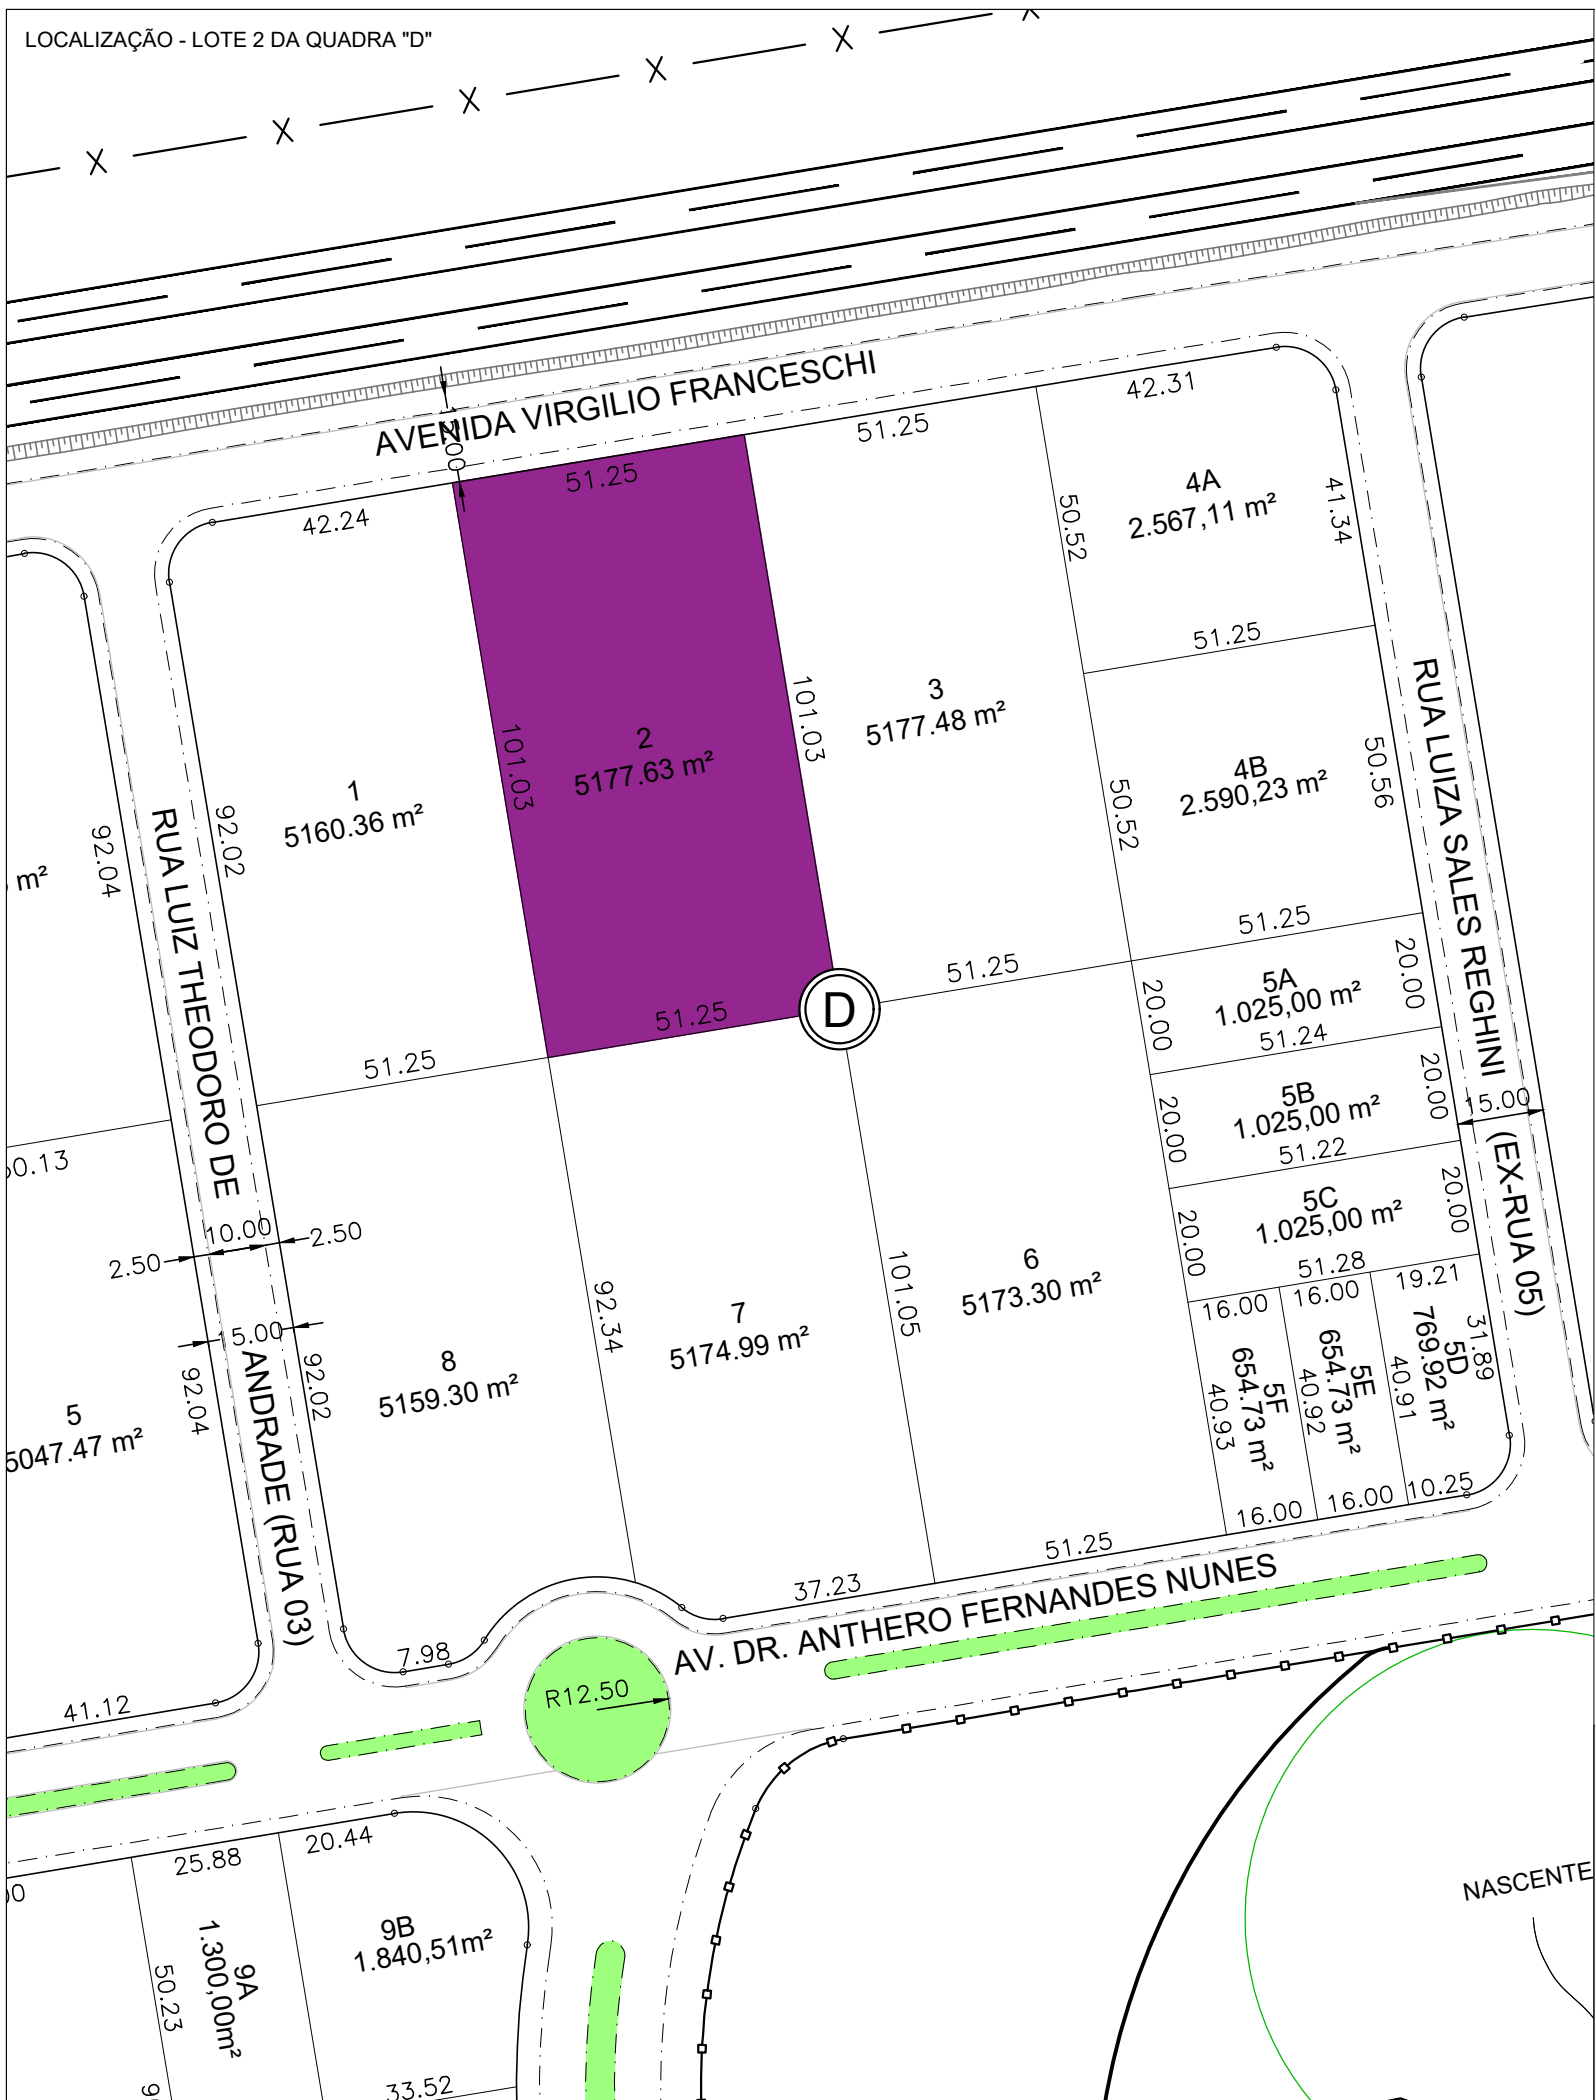 LOCALIZAÇÃO - LOTE 2 DA QUADRA "D"
AVENIDA VIRGILIO FRANCESCHI
42.24
51.25
51.25
42.31
4A
2.567,11 m²
50.52
41.34
51.25
1
5160.36 m²
92.02
101.03
2
5177.63 m²
101.03
3
5177.48 m²
4B
2.590,23 m²
50.52
50.56
51.25
RUA LUIZA SALES REGHINI
(EX-RUA 05)
15.00
92.04
m²
RUA LUIZ THEODORO DE
ANDRADE (RUA 03)
51.25
51.25
D
51.25
20.00
5A
1.025,00 m²
20.00
51.24
20.00
5B
1.025,00 m²
20.00
51.22
20.00
5C
1.025,00 m²
20.00
51.28
10.00
2.50
2.50
15.00
92.04
92.02
5
5047.47 m²
8
5159.30 m²
92.34
7
5174.99 m²
101.05
6
5173.30 m²
16.00
16.00
19.21
5F
654.73 m²
40.93
5E
654.73 m²
40.92
5D
769.92 m²
40.91
31.89
16.00
16.00
10.25
51.25
37.23
7.98
AV. DR. ANTHERO FERNANDES NUNES
R12.50
41.12
25.88
20.44
9A
1.300,00m²
50.23
9B
1.840,51m²
33.52
NASCENTE